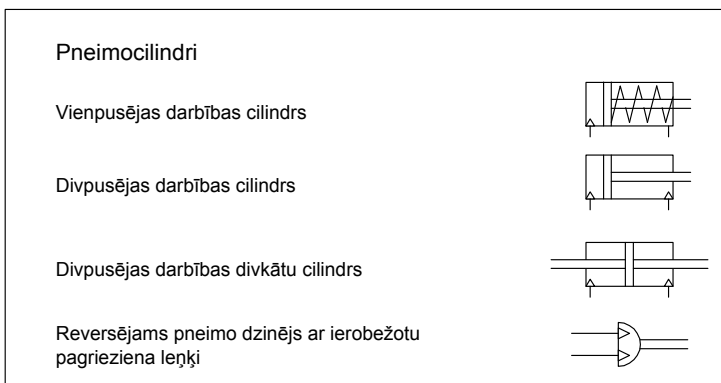 Pneimocilindri
Vienpusējas darbības cilindrs
Divpusējas darbības cilindrs
Divpusējas darbības divkātu cilindrs
Reversējams pneimo dzinējs ar ierobežotu
pagrieziena leņķi